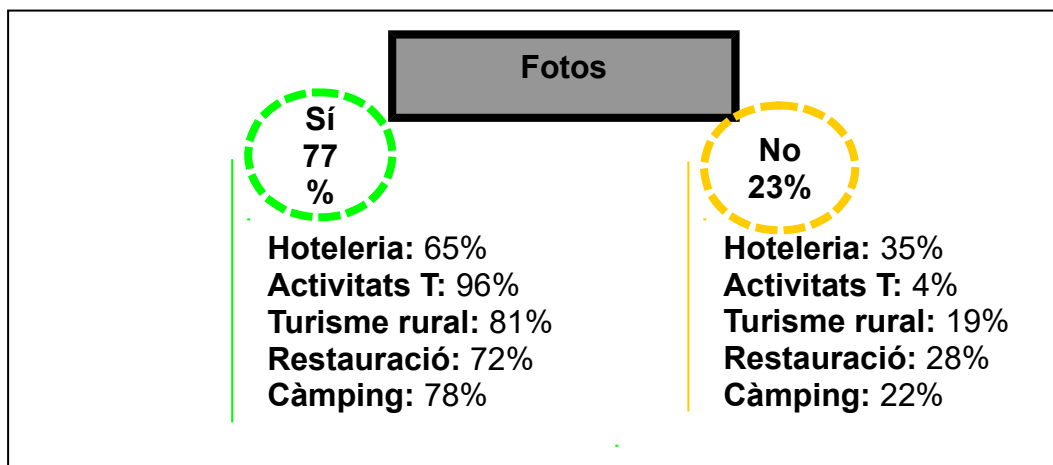 Fotos
Sí
77
%
Hoteleria: 65%
Activitats T: 96%
Turisme rural: 81%
Restauració: 72%
Càmping: 78%
No
23%
Hoteleria: 35%
Activitats T: 4%
Turisme rural: 19%
Restauració: 28%
Càmping: 22%